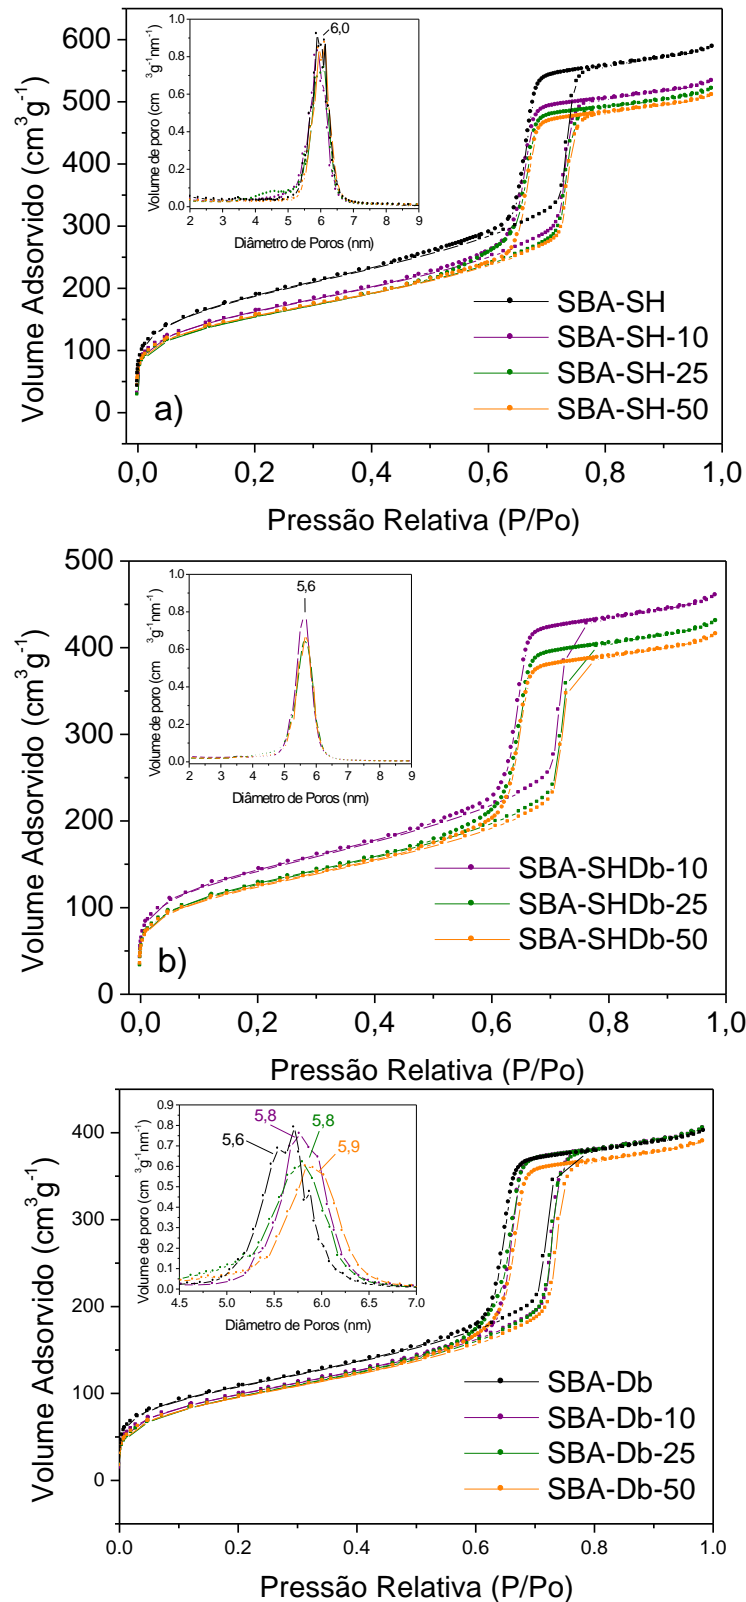 600
500
400
300
200
100
0
Volume Adsorvido (cm³g⁻¹)
1.0
0.8
0.6
0.4
0.2
0.0
Volume de poro (cm ³g⁻¹nm⁻¹)
6,0
2 3 4 5 6 7 8 9
Diâmetro de Poros (nm)
SBA-SH
SBA-SH-10
SBA-SH-25
SBA-SH-50
a)
0,0 0,2 0,4 0,6 0,8 1,0
Pressão Relativa (P/Po)
500
400
300
200
100
0
Volume Adsorvido (cm³g⁻¹)
1.0
0.8
0.6
0.4
0.2
0.0
Volume de poro (cm ³g⁻¹nm⁻¹)
5,6
2 4 5 6 7 8 9
Diâmetro de Poros (nm)
SBA-SHDb-10
SBA-SHDb-25
SBA-SHDb-50
b)
0,0 0,2 0,4 0,6 0,8 1,0
Pressão Relativa (P/Po)
400
300
200
100
0
Volume Adsorvido (cm³g⁻¹)
0.9
0.8
0.7
0.6
0.5
0.4
0.3
0.2
0.1
0.0
Volume de poro (cm ³g⁻¹nm⁻¹)
5,6
5,8
5,8
5,9
4.5 5.0 5.5 6.0 6.5 7.0
Diâmetro de Poros (nm)
SBA-Db
SBA-Db-10
SBA-Db-25
SBA-Db-50
0.0 0.2 0.4 0.6 0.8 1.0
Pressão Relativa (P/Po)